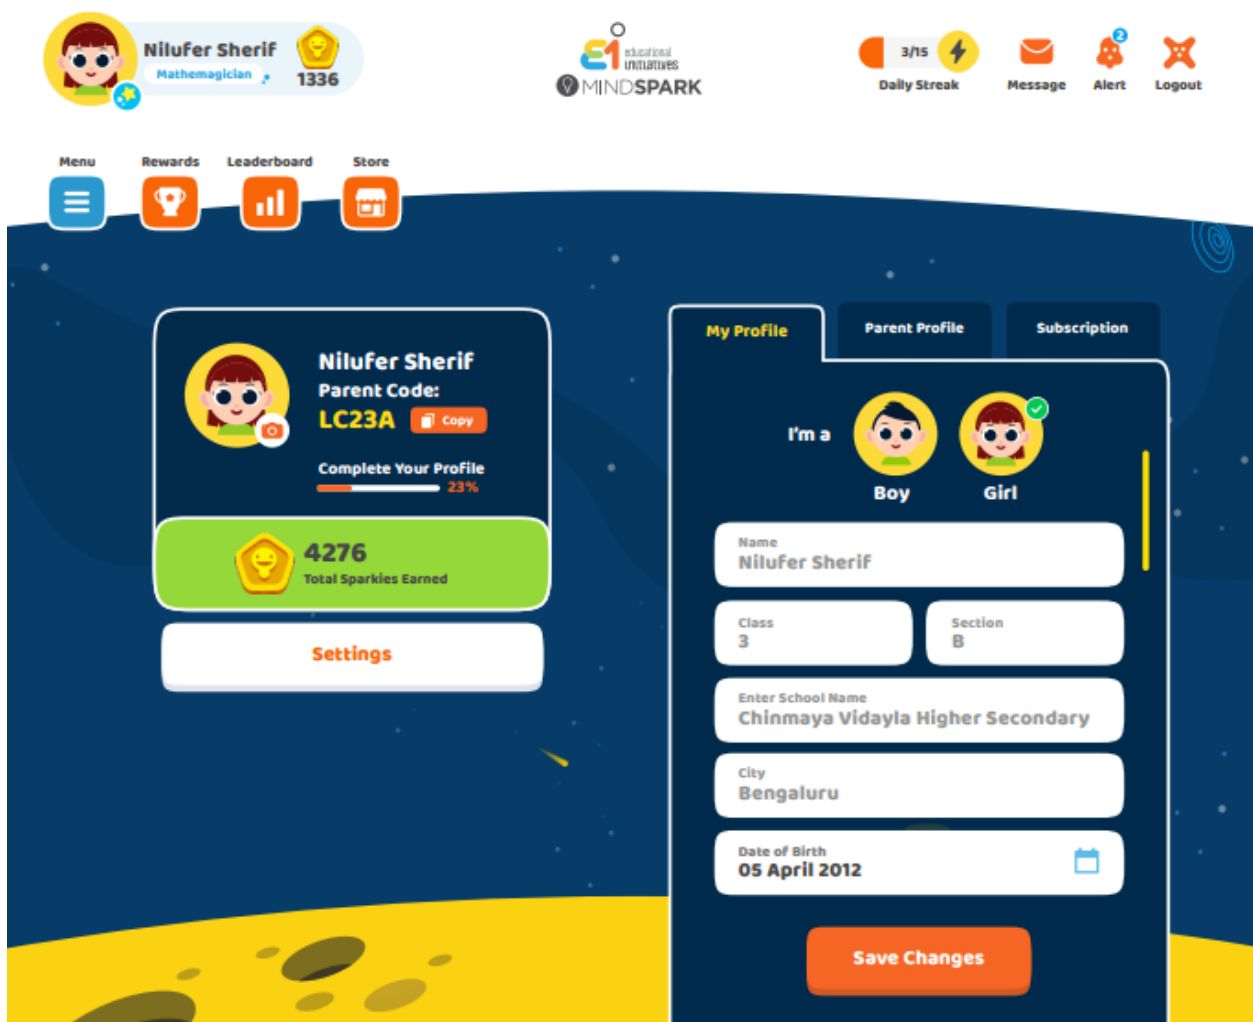 Nilufer Sherif
Mathemagician
1336
educational
initiatives
MINDSPARK
3/15
Daily Streak
Message
2
Alert
Logout
Menu
Rewards
Leaderboard
Store
Nilufer Sherif
Parent Code:
LC23A
Copy
Complete Your Profile
23%
4276
Total Sparkies Earned
Settings
My Profile
Parent Profile
Subscription
I'm a
Boy
Girl
Name
Nilufer Sherif
Class
3
Section
B
Enter School Name
Chinmaya Vidayla Higher Secondary
City
Bengaluru
Date of Birth
05 April 2012
Save Changes